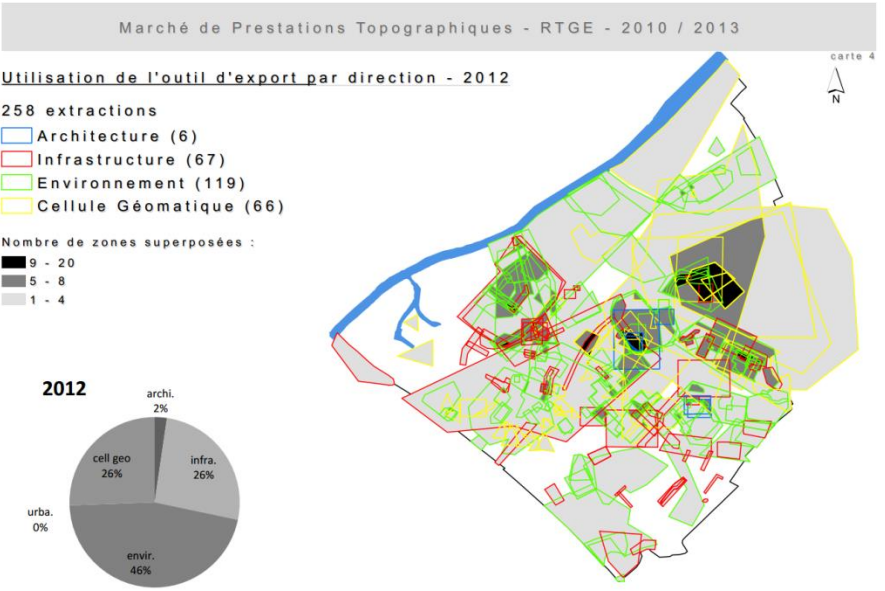 Marché de Prestations Topographiques - RTGE - 2010 / 2013
carte 4
Utilisation de l'outil d'export par direction - 2012
N
258 extractions
Architecture (6)
Infrastructure (67)
Environnement (119)
Cellule Géomatique (66)
Nombre de zones superposées :
9 - 20
5 - 8
1 - 4
2012
archi.
2%
cell geo
26%
infra.
26%
urba.
0%
envir.
46%